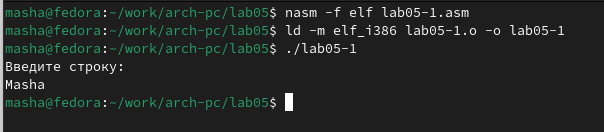 masha@fedora:~/work/arch-pc/lab05$ nasm -f elf lab05-1.asm
masha@fedora:~/work/arch-pc/lab05$ ld -m elf_i386 lab05-1.o -o lab05-1
masha@fedora:~/work/arch-pc/lab05$ ./lab05-1
Введите строку:
Masha
masha@fedora:~/work/arch-pc/lab05$